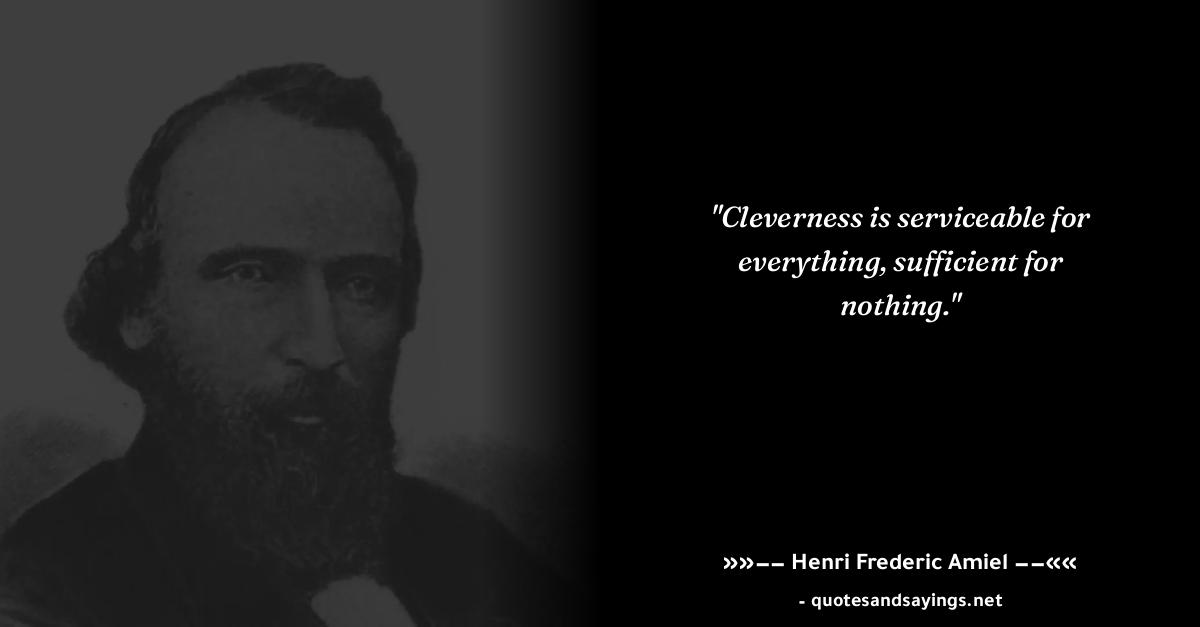 "Cleverness is serviceable for
everything, sufficient for
nothing."
»»−− Henri Frederic Amiel −−««
- quotesandsayings.net